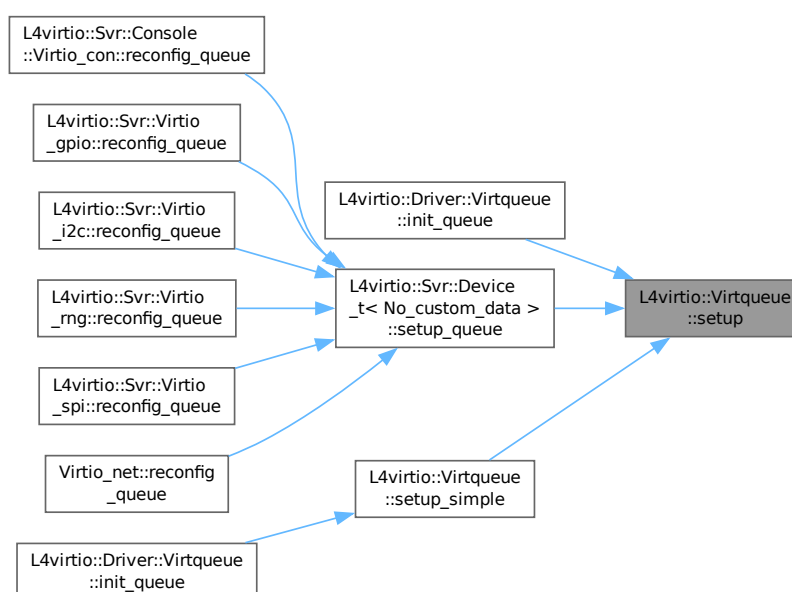 L4virtio::Svr::Console
::Virtio_con::reconfig_queue
L4virtio::Svr::Virtio
_gpio::reconfig_queue
L4virtio::Svr::Virtio
_i2c::reconfig_queue
L4virtio::Svr::Virtio
_rng::reconfig_queue
L4virtio::Svr::Virtio
_spi::reconfig_queue
Virtio_net::reconfig
_queue
L4virtio::Driver::Virtqueue
::init_queue
L4virtio::Driver::Virtqueue
::init_queue
L4virtio::Svr::Device
_t< No_custom_data >
::setup_queue
L4virtio::Virtqueue
::setup_simple
L4virtio::Virtqueue
::setup